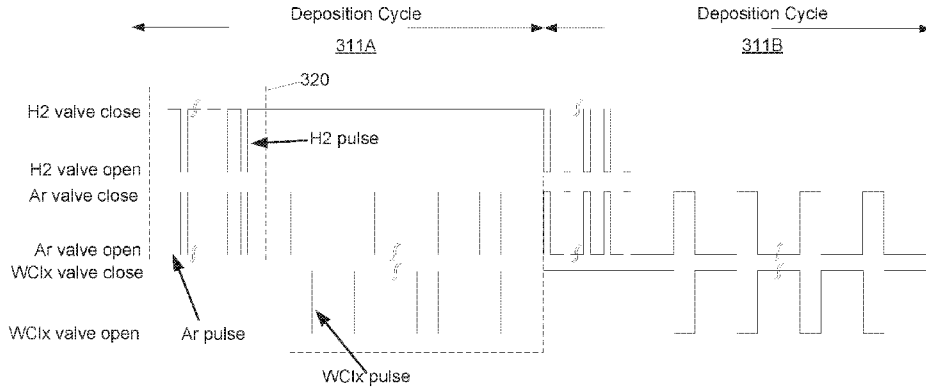 Deposition Cycle
311A
Deposition Cycle
311B
320
H2 valve close
H2 pulse
H2 valve open
Ar valve close
Ar valve open
WClx valve close
WClx valve open
Ar pulse
WClx pulse